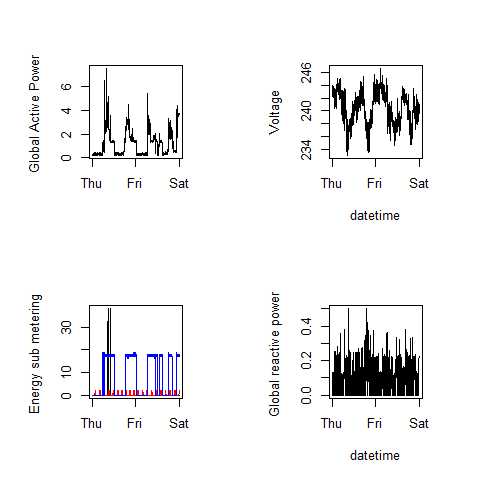 Global Active Power
6
4
2
0
Thu Fri Sat
Voltage
246
240
234
Thu Fri Sat
datetime
Energy sub metering
30
10
0
Thu Fri Sat
Global reactive power
0.4
0.2
0.0
Thu Fri Sat
datetime